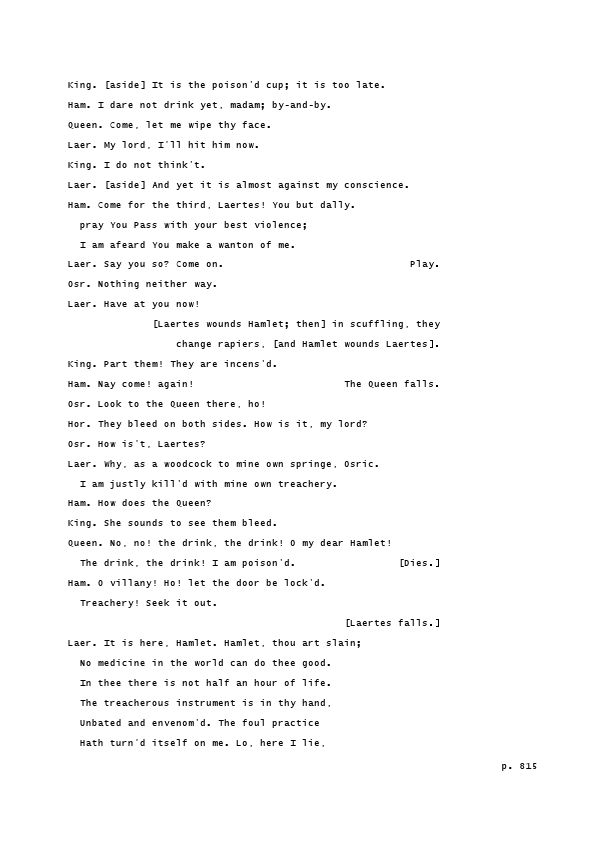 King. [aside] It is the poison'd cup; it is too late.
Ham. I dare not drink yet, madam; by-and-by.
Queen. Come, let me wipe thy face.
Laer. My lord, I'll hit him now.
King. I do not think't.
Laer. [aside] And yet it is almost against my conscience.
Ham. Come for the third, Laertes! You but dally.
pray You Pass with your best violence;
I am afeard You make a wanton of me.
Laer. Say you so? Come on. Play.
Osr. Nothing neither way.
Laer. Have at you now!
[Laertes wounds Hamlet; then] in scuffling, they
change rapiers, [and Hamlet wounds Laertes].
King. Part them! They are incens'd.
Ham. Nay come! again! The Queen falls.
Osr. Look to the Queen there, ho!
Hor. They bleed on both sides. How is it, my lord?
Osr. How is't, Laertes?
Laer. Why, as a woodcock to mine own springe, Osric.
I am justly kill'd with mine own treachery.
Ham. How does the Queen?
King. She sounds to see them bleed.
Queen. No, no! the drink, the drink! O my dear Hamlet!
The drink, the drink! I am poison'd. [Dies.]
Ham. O villany! Ho! let the door be lock'd.
Treachery! Seek it out.
[Laertes falls.]
Laer. It is here, Hamlet. Hamlet, thou art slain;
No medicine in the world can do thee good.
In thee there is not half an hour of life.
The treacherous instrument is in thy hand,
Unbated and envenom'd. The foul practice
Hath turn'd itself on me. Lo, here I lie,
p. 815